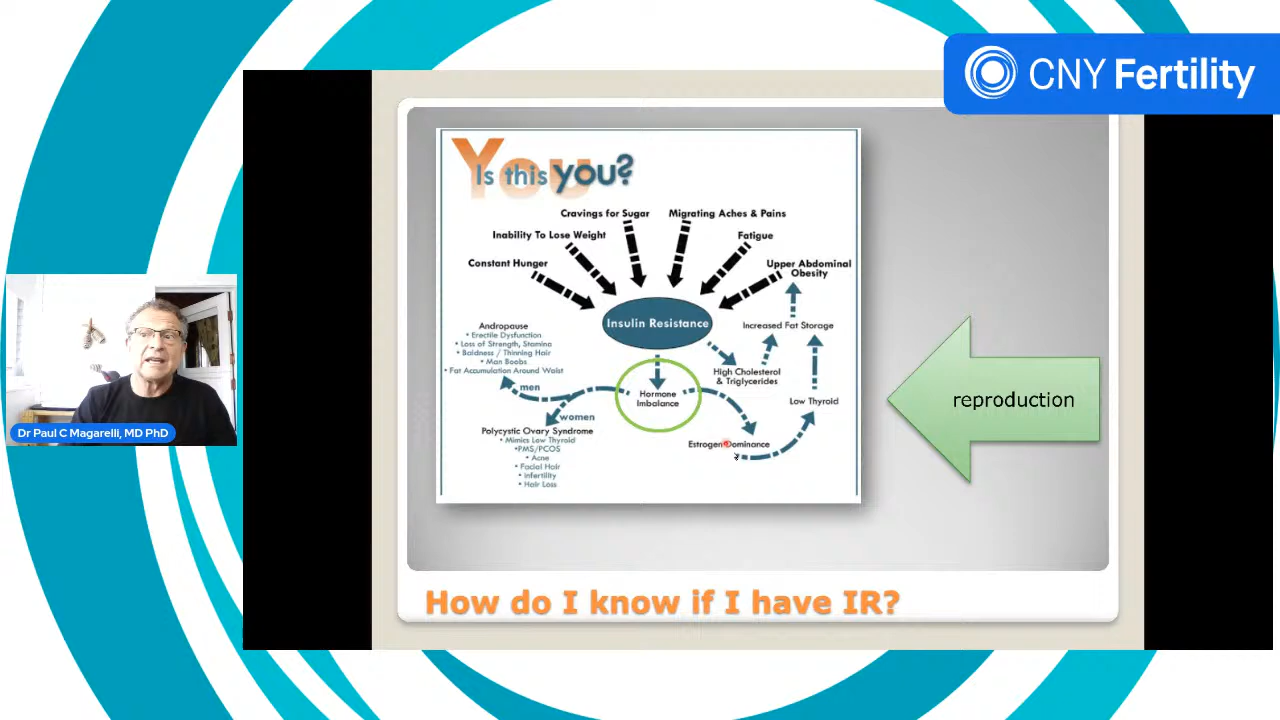 CNY Fertility
You
Is this you?
Cravings for Sugar
Migrating Aches & Pains
Inability To Lose Weight
Fatigue
Constant Hunger
Upper Abdominal
Obesity
Insulin Resistance
Increased Fat Storage
Andropause
• Erectile Dysfunction
• Loss of Strength, Stamina
• Baldness / Thinning Hair
• Man Boobs
• Fat Accumulation Around Waist
High Cholesterol
& Triglycerides
men
Hormone
Imbalance
Low Thyroid
women
Polycystic Ovary Syndrome
• Mimics Low Thyroid
•PMS/PCOS
• Acne
• Facial Hair
• Infertility
• Hair Loss
Estrogen Dominance
reproduction
Dr Paul C Magarelli, MD PhD
How do I know if I have IR?